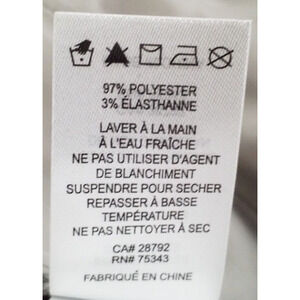 97% POLYESTER
3% ÉLASTHANNE
LAVER À LA MAIN
À L'EAU FRAÎCHE
NE PAS UTILISER D'AGENT
DE BLANCHIMENT
SUSPENDRE POUR SECHER
REPASSER À BASSE
TEMPÉRATURE
NE PAS NETTOYER À SEC
CA# 28792
RN# 75343
FABRIQUÉ EN CHINE